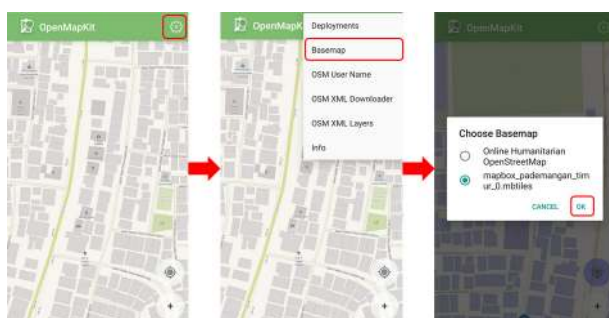 OpenMapKit
OpenMapK
Deployments
Basemap
OSM User Name
OSM XML Downloader
OSM XML Layers
Info
OpenMapKit
Choose Basemap
Online Humanitarian
OpenStreetMap
mapbox_pademangan_tim
ur_0.mbtiles
CANCEL
OK